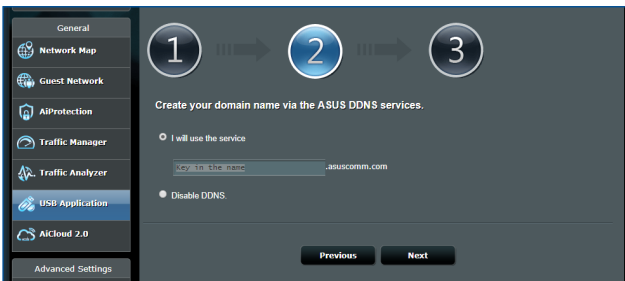 General
Network Map
Guest Network
AiProtection
Traffic Manager
Traffic Analyzer
USB Application
AiCloud 2.0
Advanced Settings
1 2 3
Create your domain name via the ASUS DDNS services.
I will use the service
Key in the name .asuscomm.com
Disable DDNS.
Previous Next